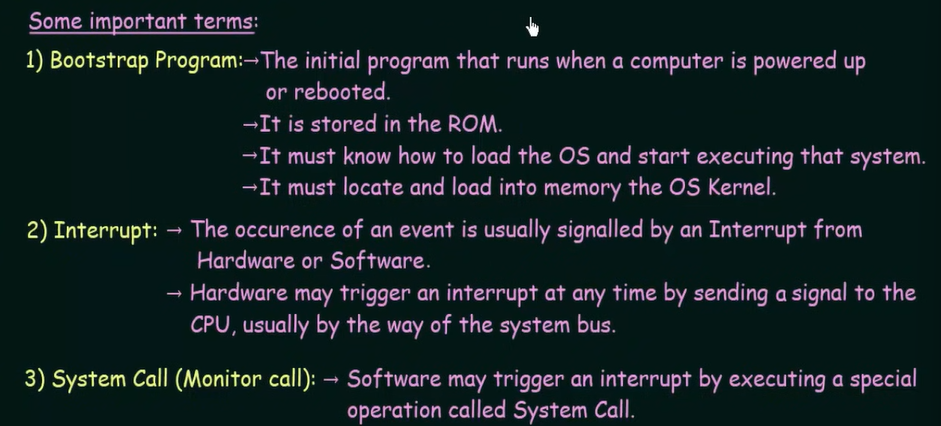 Some important terms:
1) Bootstrap Program:→The initial program that runs when a computer is powered up
or rebooted.
→It is stored in the ROM.
→It must know how to load the OS and start executing that system.
→It must locate and load into memory the OS Kernel.
2) Interrupt: → The occurence of an event is usually signalled by an Interrupt from
Hardware or Software.
→ Hardware may trigger an interrupt at any time by sending a signal to the
CPU, usually by the way of the system bus.
3) System Call (Monitor call): → Software may trigger an interrupt by executing a special
operation called System Call.